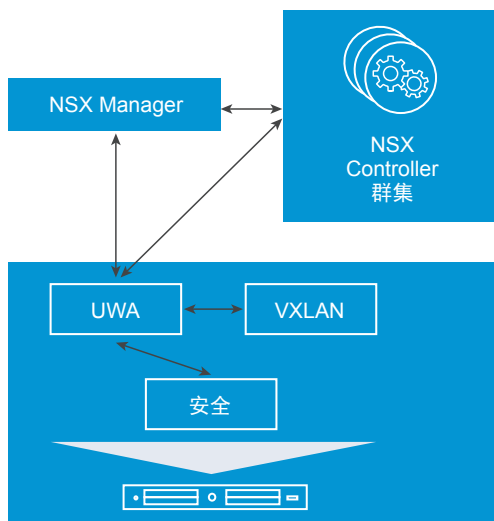 NSX Manager
NSX
Controller
群集
UWA
VXLAN
安全